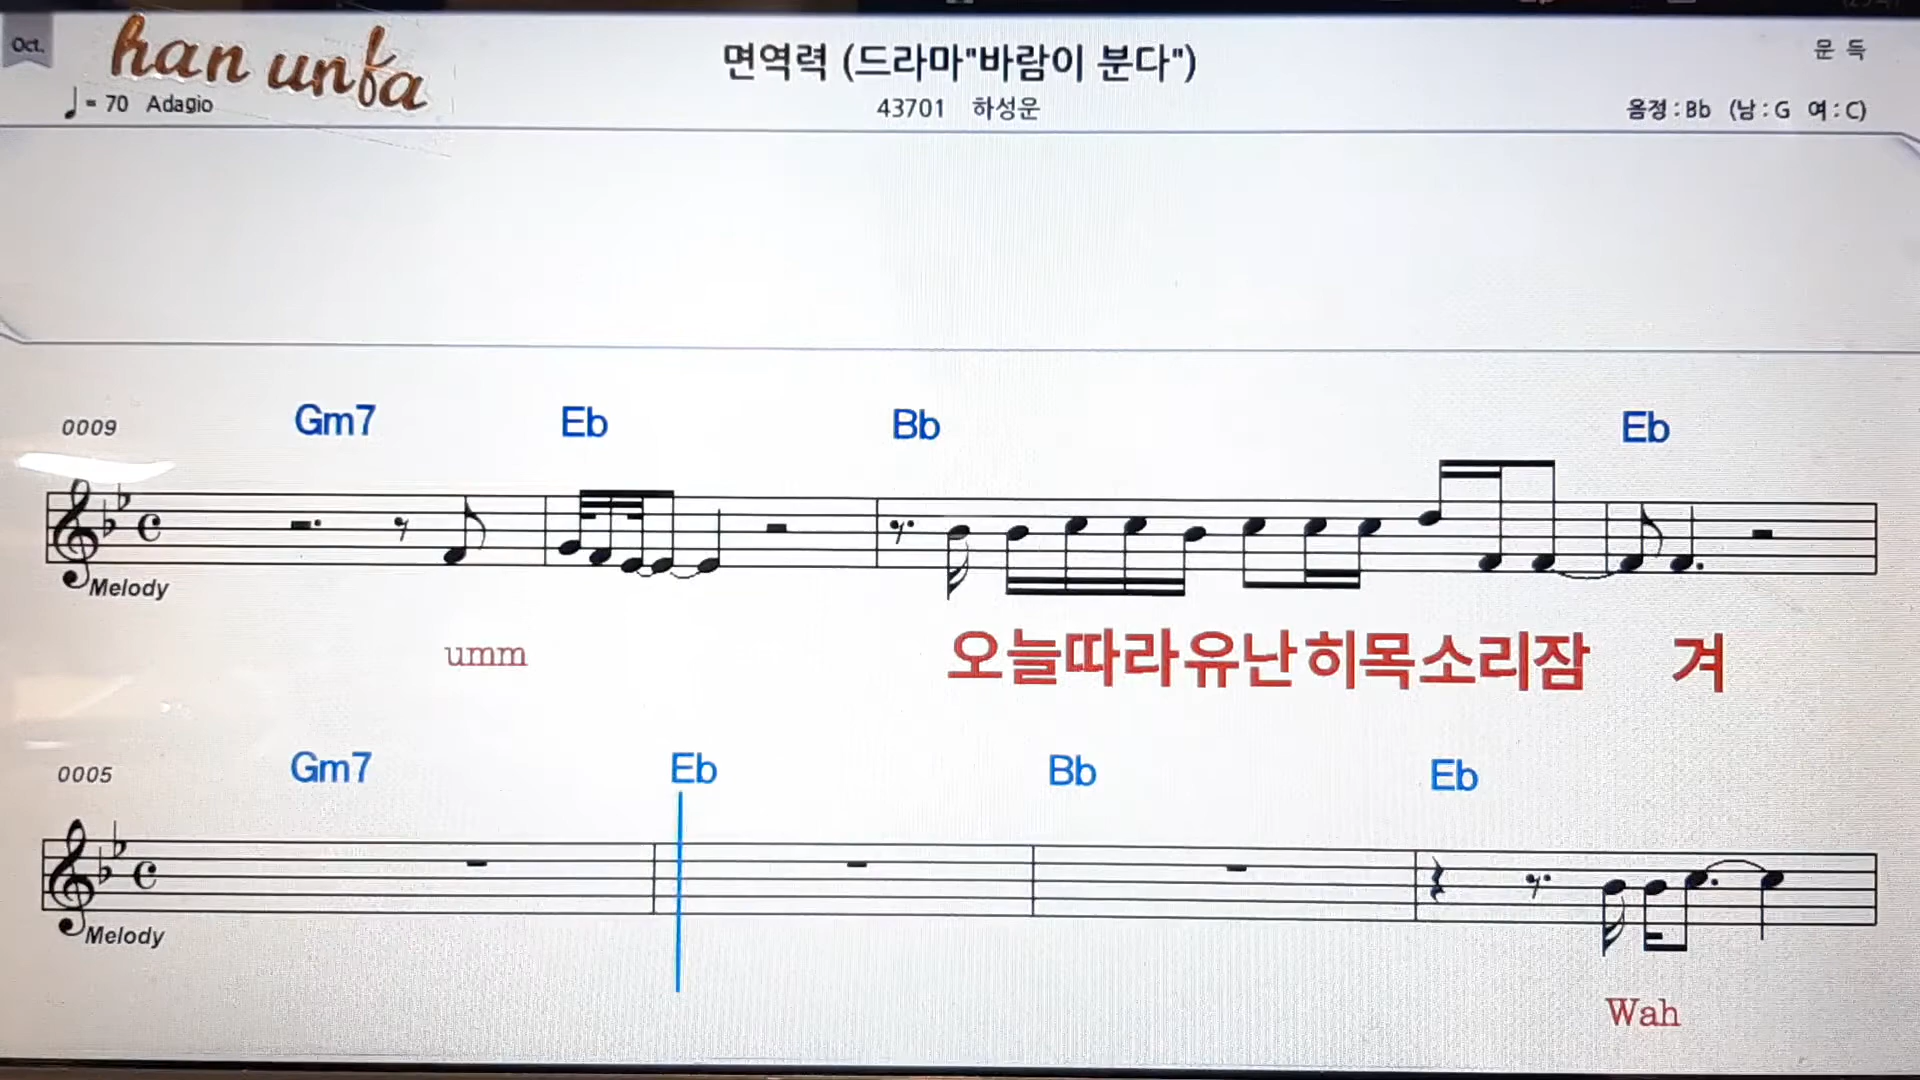 Oct.
han unfa
면역력 (드라마"바람이 분다")
문 득
♩ = 70 Adagio
43701 하성운
음정 : Bb (남 : G 여 : C)
0009 Gm7 Eb Bb Eb
Melody
umm 오늘따라유난히목소리잠 겨
0005 Gm7 Eb Bb Eb
Melody
Wah